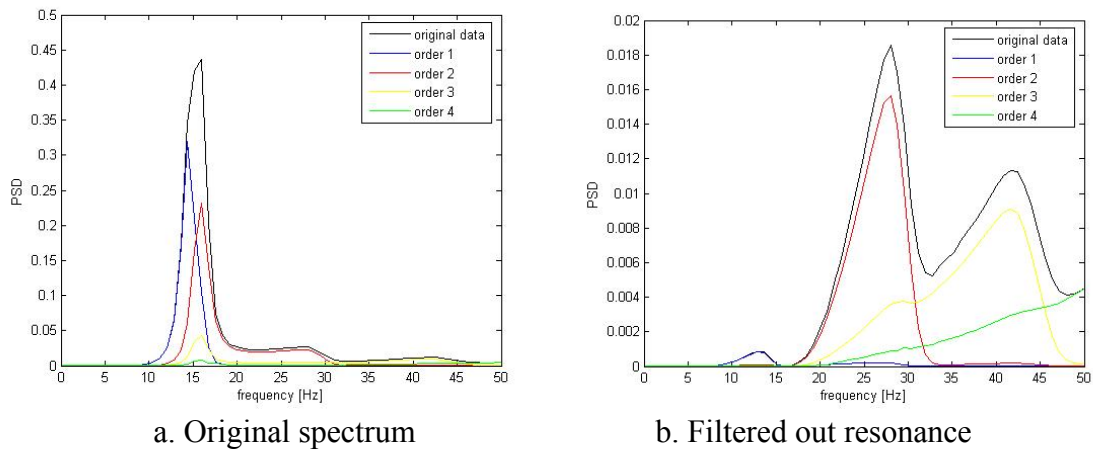 0.5
0.45
0.4
0.35
0.3
0.25
0.2
0.15
0.1
0.05
0
PSD
0 5 10 15 20 25 30 35 40 45 50
frequency [Hz]
original data
order 1
order 2
order 3
order 4
a. Original spectrum
0.02
0.018
0.016
0.014
0.012
0.01
0.008
0.006
0.004
0.002
0
PSD
0 5 10 15 20 25 30 35 40 45 50
frequency [Hz]
original data
order 1
order 2
order 3
order 4
b. Filtered out resonance